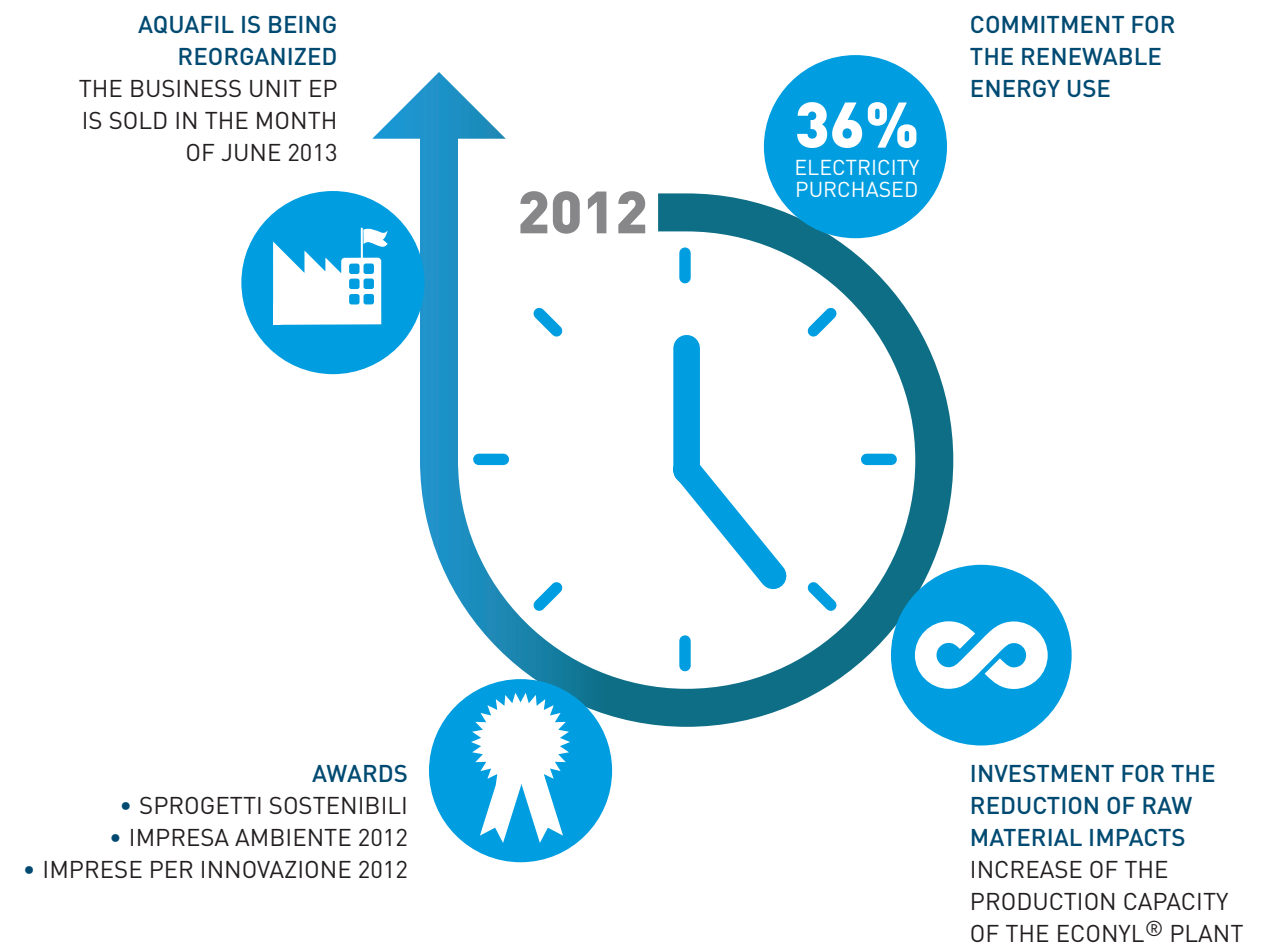 AQUAFIL IS BEING
REORGANIZED
THE BUSINESS UNIT EP
IS SOLD IN THE MONTH
OF JUNE 2013
2012
36%
ELECTRICITY
PURCHASED
COMMITMENT FOR
THE RENEWABLE
ENERGY USE
AWARDS
• SPROGETTI SOSTENIBILI
• IMPRESA AMBIENTE 2012
• IMPRESE PER INNOVAZIONE 2012
INVESTMENT FOR THE
REDUCTION OF RAW
MATERIAL IMPACTS
INCREASE OF THE
PRODUCTION CAPACITY
OF THE ECONYL® PLANT